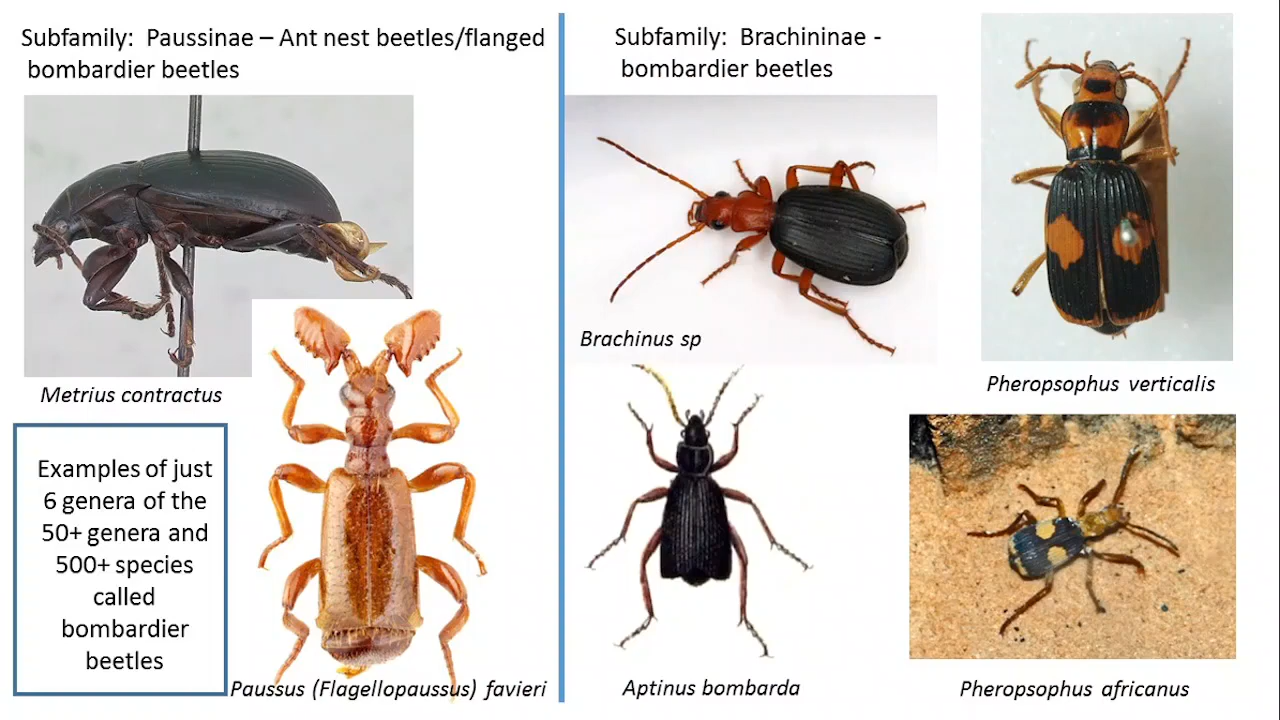 Subfamily: Paussinae – Ant nest beetles/flanged
bombardier beetles
Metrius contractus
Examples of just
6 genera of the
50+ genera and
500+ species
called
bombardier
beetles
Paussus (Flagellopaussus) favieri
Subfamily: Brachininae -
bombardier beetles
Brachinus sp
Pheropsophus verticalis
Aptinus bombarda
Pheropsophus africanus